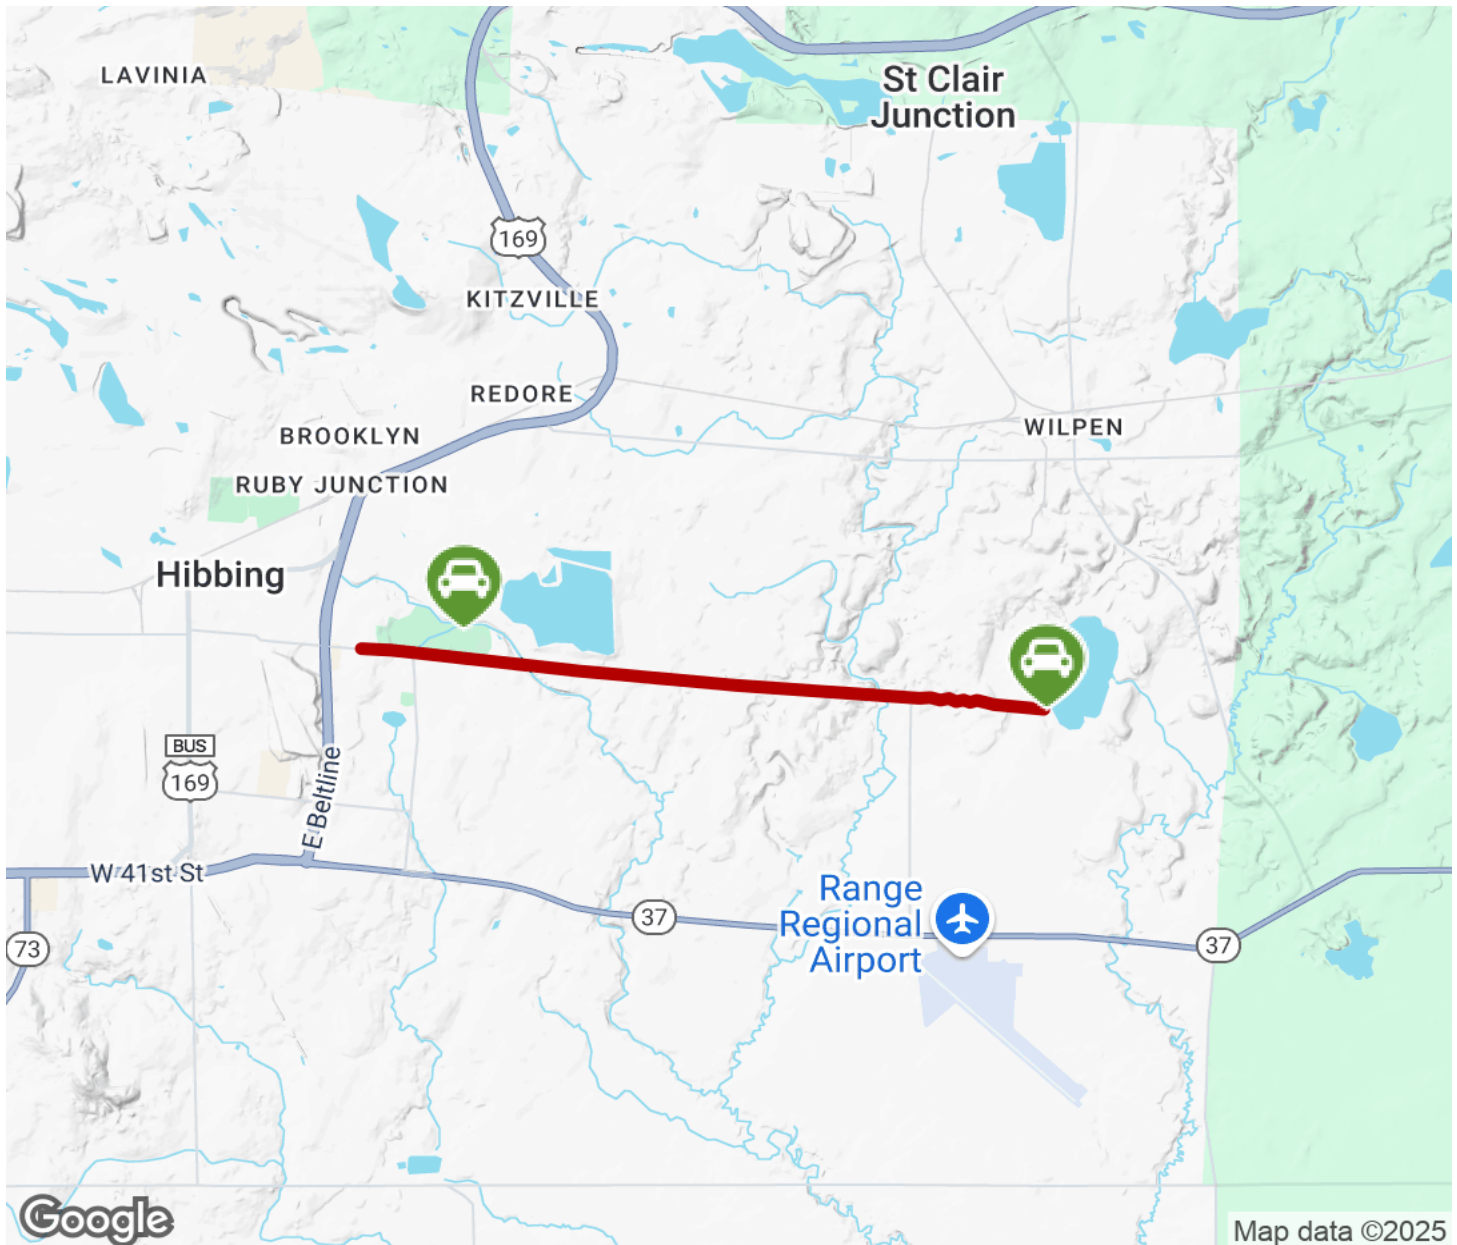 LAVINIA
St Clair
Junction
169
KITZVILLE
REDORE
BROOKLYN
WILPEN
RUBY JUNCTION
Hibbing
BUS
169
E Beltline
W 41st St
Range
Regional
Airport
37
37
73
Google
Map data ©2025